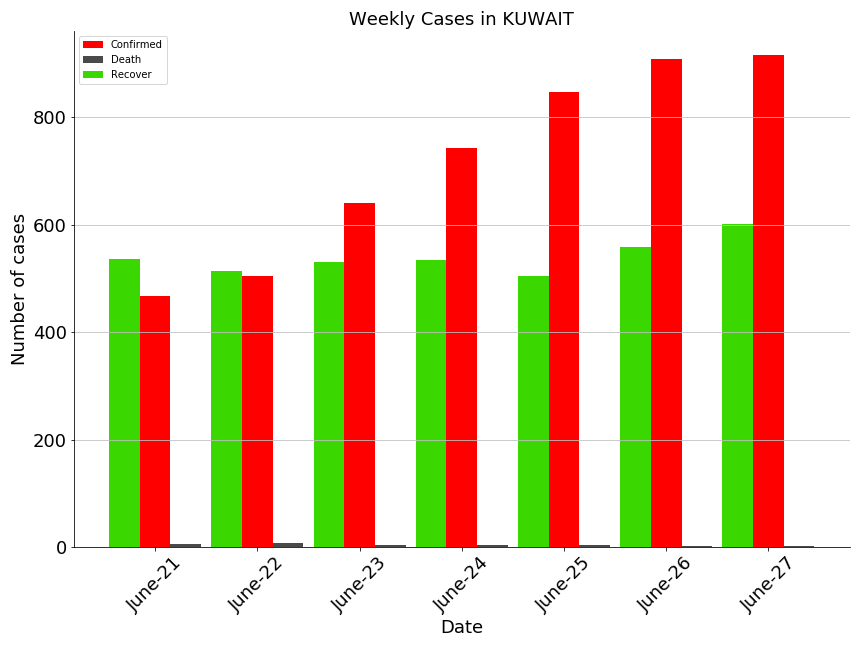 Weekly Cases in KUWAIT
Confirmed
Death
Recover
Number of cases
800
600
400
200
0
June-21
June-22
June-23
June-24
June-25
June-26
June-27
Date